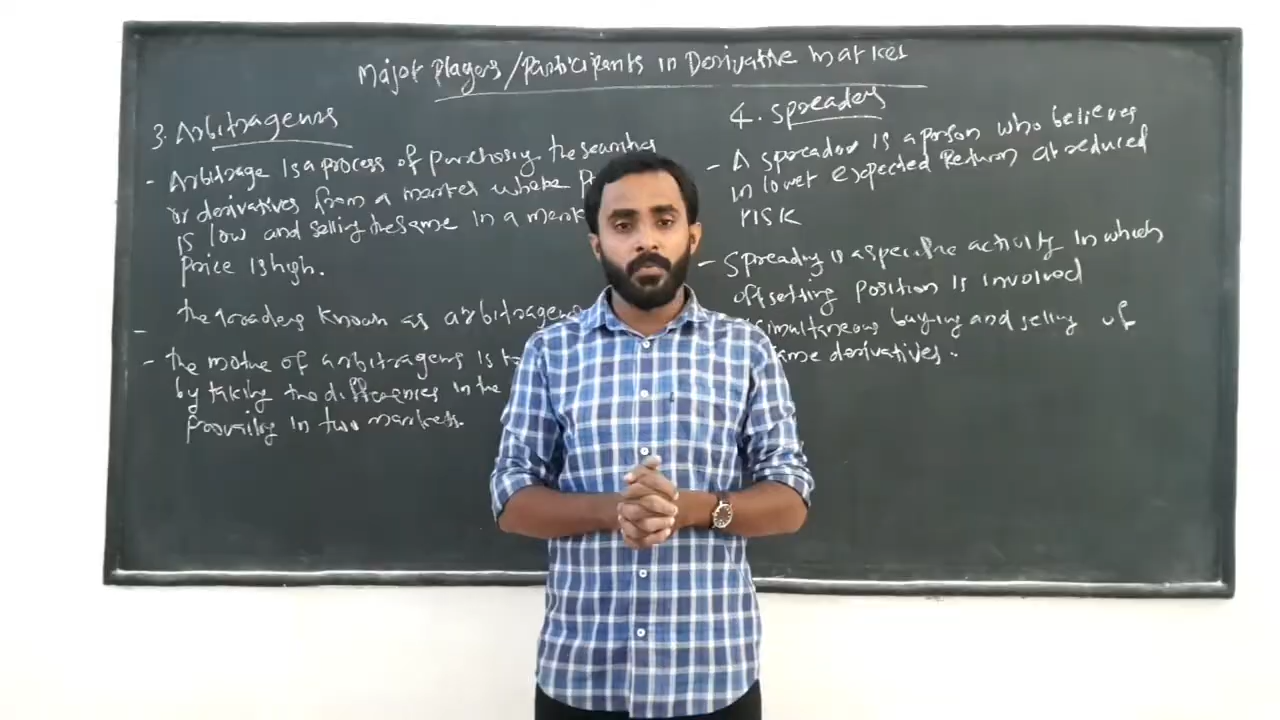 Major Players/Participants in Derivative Market
3. Arbitrageurs
- Arbitrage is a process of purchasing the securities
or derivatives from a market where
is low and selling the same in a
price is high.
- the traders known as
- the motive of arbitrageurs is
by taking the differences in the
prevailing in two markets.
4. Spreaders
- A spreader is a person who believes
in lower expected Return at reduced
risk
- Spreading is a specific activity in which
offsetting position is involved
simultaneous buying and selling of
same derivatives.